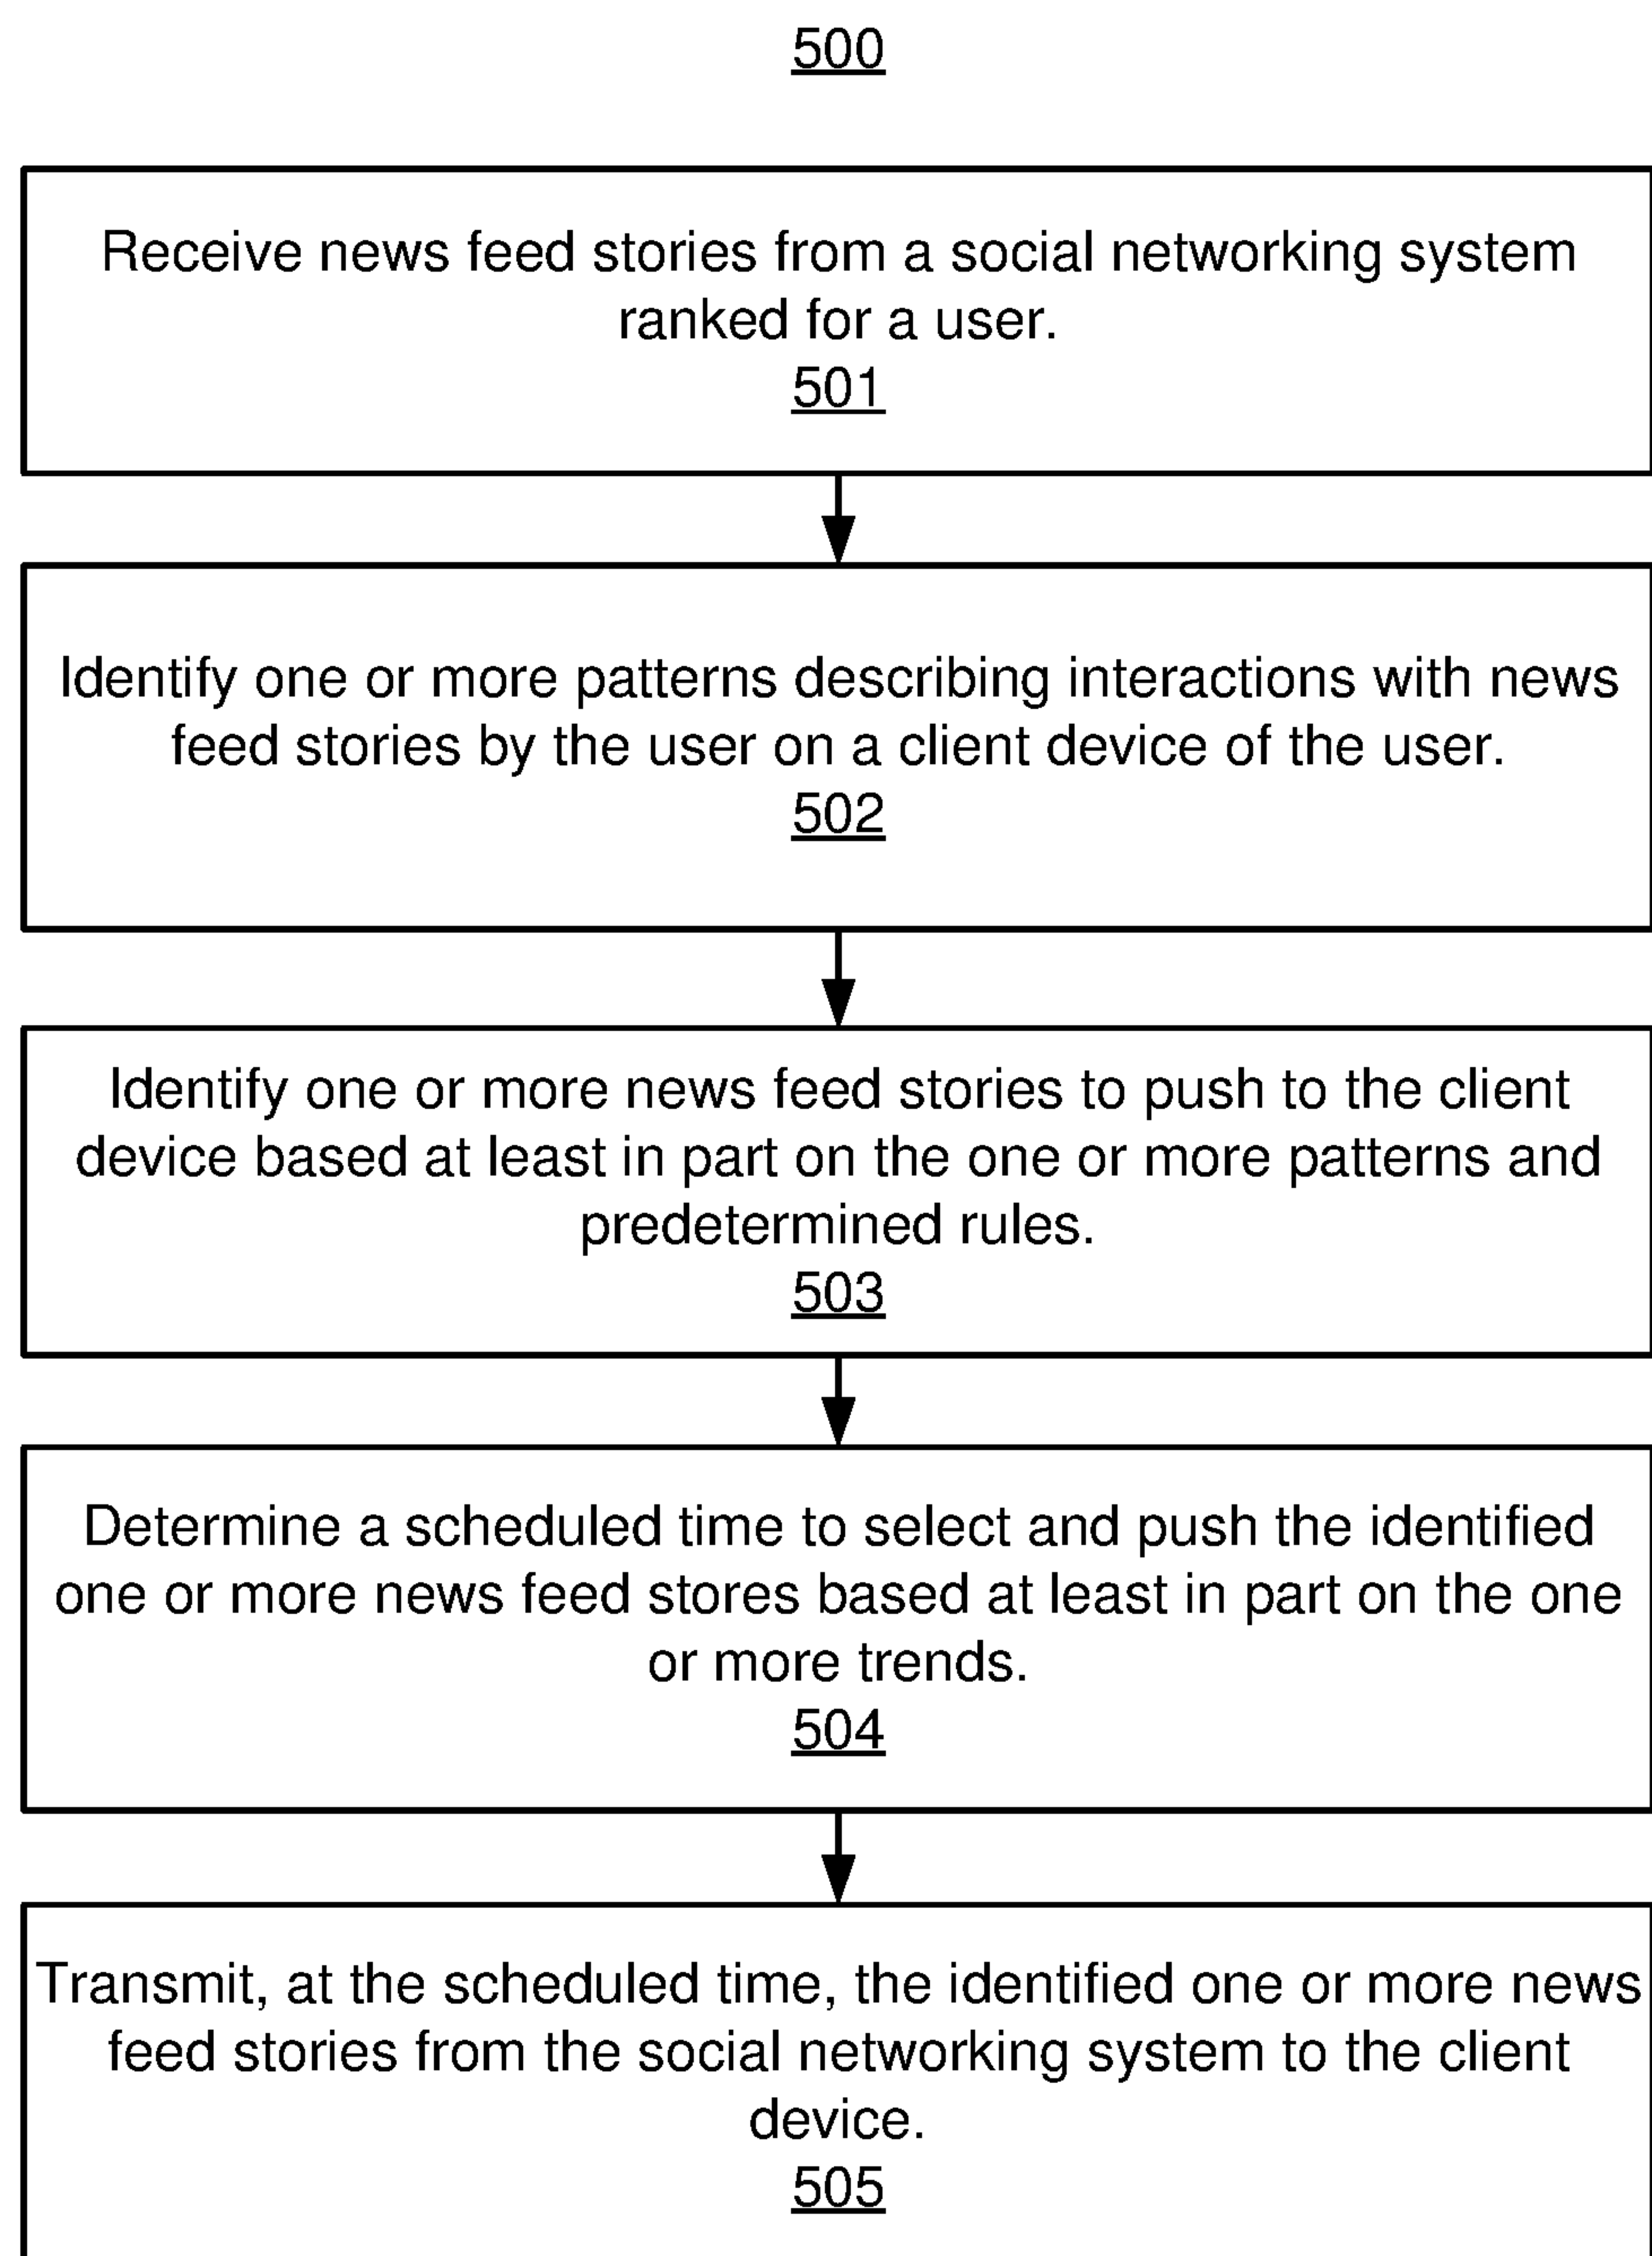 500
Receive news feed stories from a social networking system
ranked for a user.
501
Identify one or more patterns describing interactions with news
feed stories by the user on a client device of the user.
502
Identify one or more news feed stories to push to the client
device based at least in part on the one or more patterns and
predetermined rules.
503
Determine a scheduled time to select and push the identified
one or more news feed stores based at least in part on the one
or more trends.
504
Transmit, at the scheduled time, the identified one or more news
feed stories from the social networking system to the client
device.
505